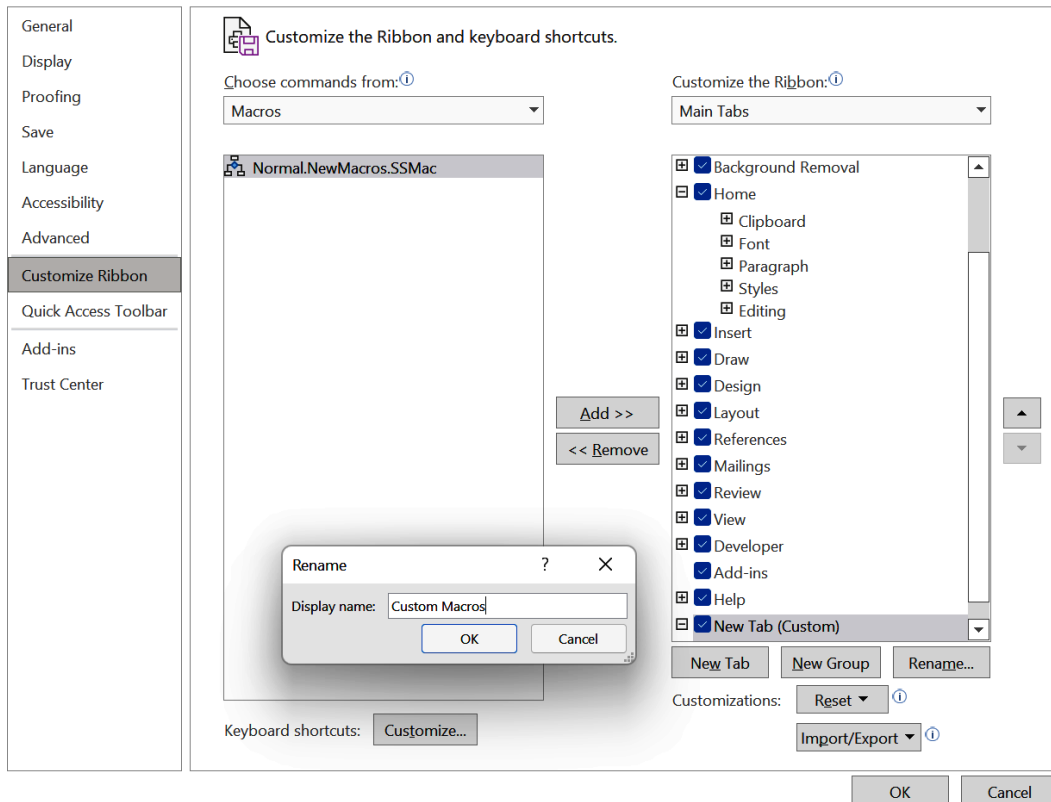 General
Display
Proofing
Save
Language
Accessibility
Advanced
Customize Ribbon
Quick Access Toolbar
Add-ins
Trust Center
Customize the Ribbon and keyboard shortcuts.
Choose commands from:
Macros
Normal.NewMacros.SSMac
Add >>
<< Remove
Customize the Ribbon:
Main Tabs
Background Removal
Home
Clipboard
Font
Paragraph
Styles
Editing
Insert
Draw
Design
Layout
References
Mailings
Review
View
Developer
Add-ins
Help
New Tab (Custom)
New Tab New Group Rename...
Customizations: Reset
Import/Export
Rename ?
Display name: Custom Macros
OK Cancel
Keyboard shortcuts: Customize...
OK Cancel